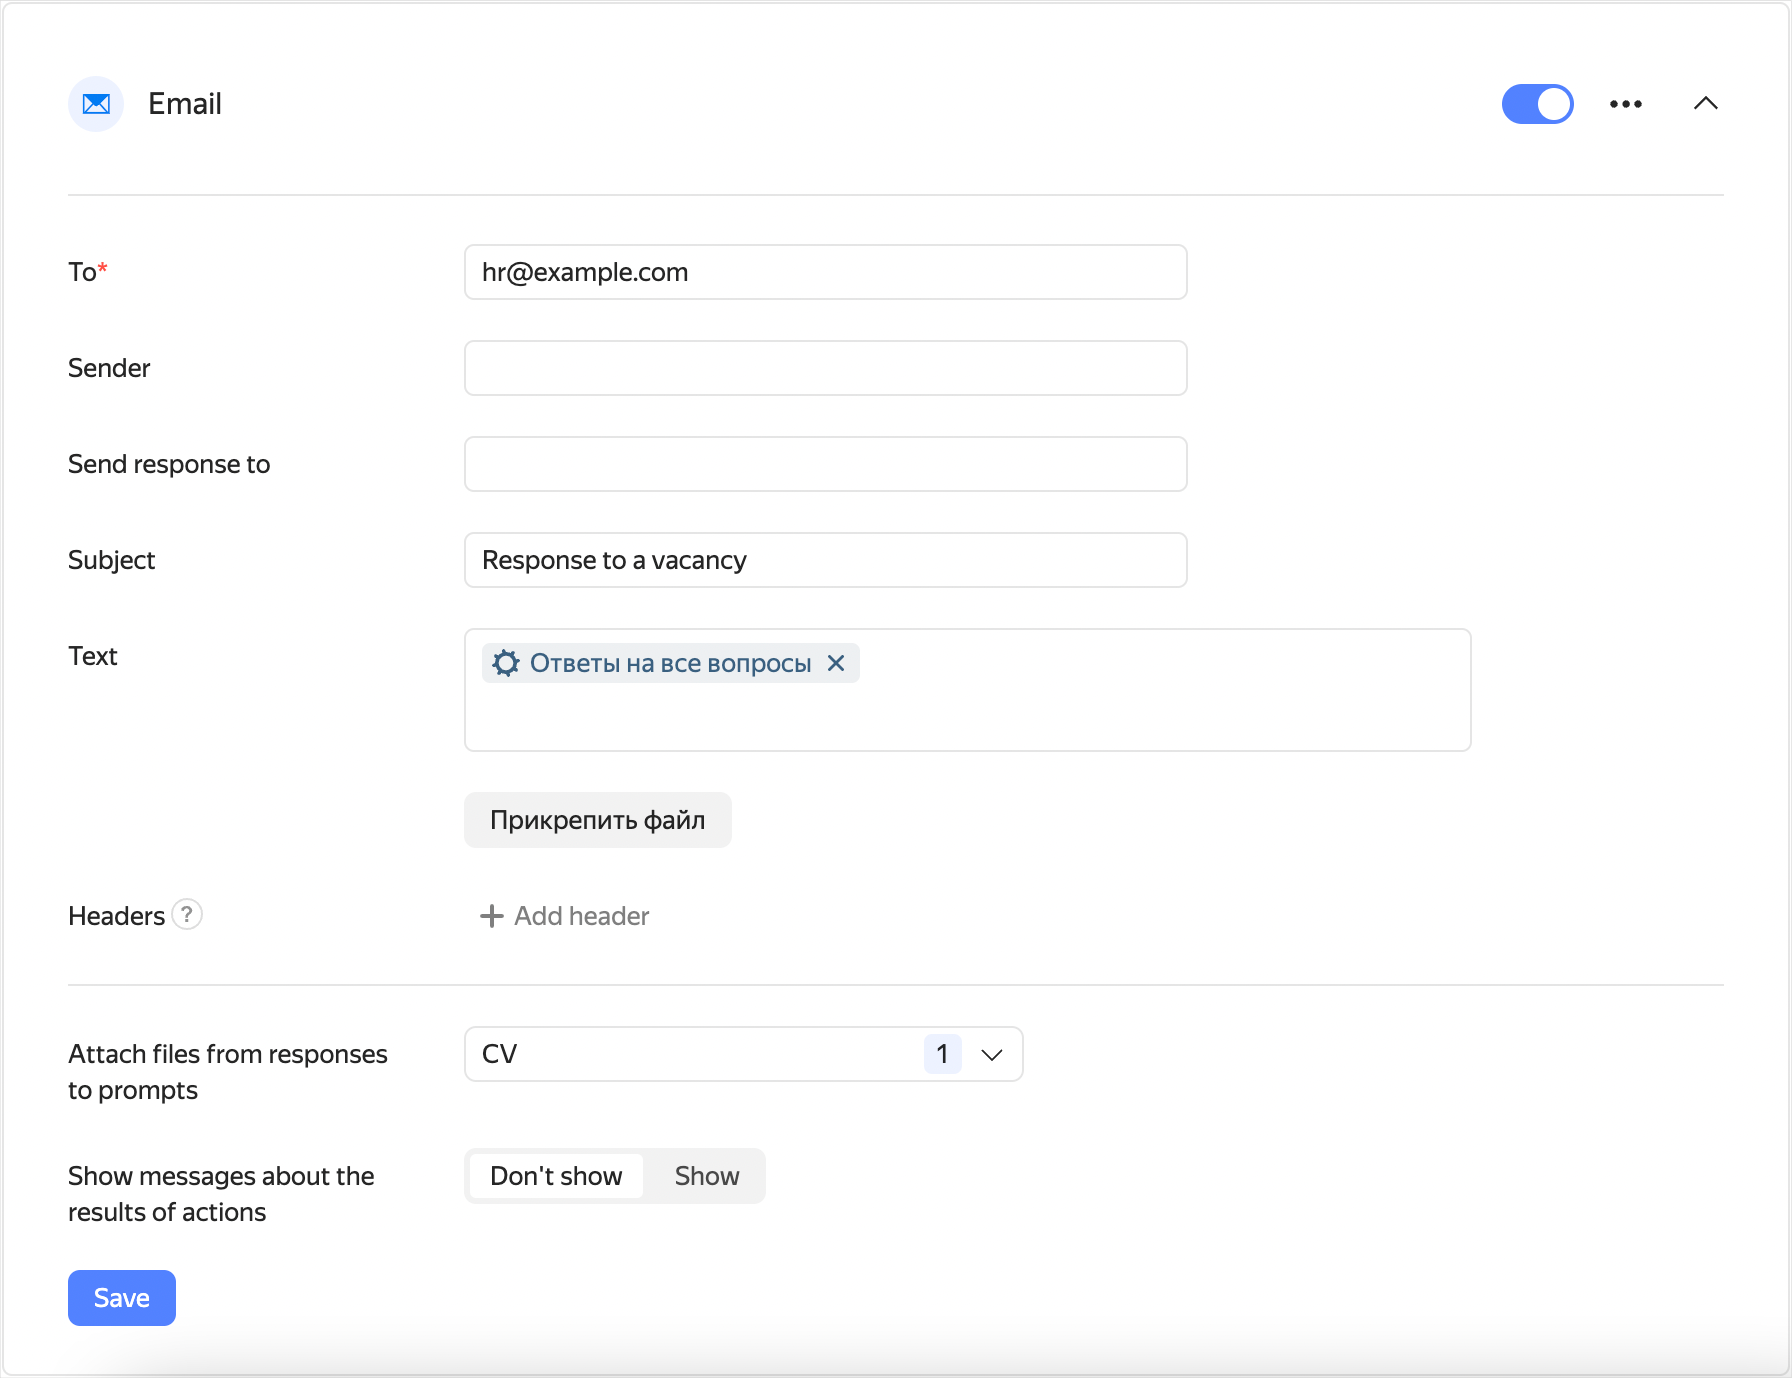 Email
To*
hr@example.com
Sender
Send response to
Subject
Response to a vacancy
Text
Ответы на все вопросы
Прикрепить файл
Headers ?
Add header
Attach files from responses
to prompts
CV
1
Show messages about the
results of actions
Don't show
Show
Save